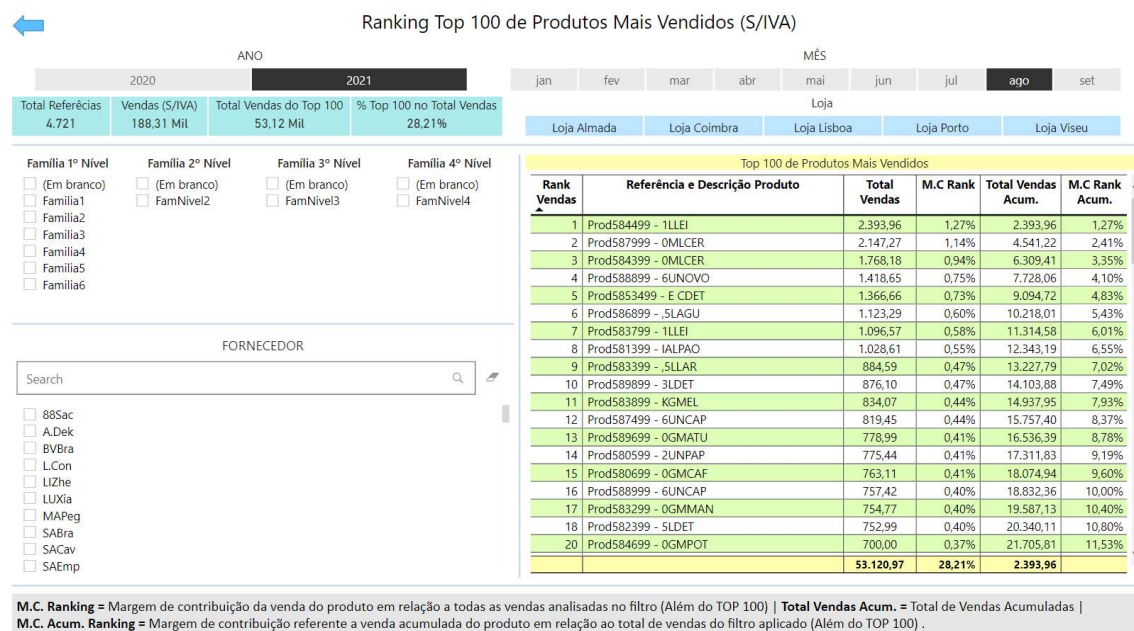 Ranking Top 100 de Produtos Mais Vendidos (S/IVA)
ANO
MÊS
2020 2021
jan fev mar abr mai jun jul ago set
Total Referêcias Vendas (S/IVA) Total Vendas do Top 100 % Top 100 no Total Vendas
4.721 188,31 Mil 53,12 Mil 28,21%
Loja
Loja Almada Loja Coimbra Loja Lisboa Loja Porto Loja Viseu
Família 1º Nível Família 2º Nível Família 3º Nível Família 4º Nível
(Em branco) (Em branco) (Em branco) (Em branco)
Familia1 FamNivel2 FamNivel3 FamNivel4
Familia2
Familia3
Familia4
Familia5
Familia6
FORNECEDOR
Search
88Sac
A.Dek
BVBra
L.Con
LIZhe
LUXía
MAPeg
SABra
SACav
SAEmp
Top 100 de Produtos Mais Vendidos
Rank Vendas Referência e Descrição Produto Total Vendas M.C Rank Total Vendas Acum. M.C Rank Acum.
1 Prod584499 - 1LLEI 2.393,96 1,27% 2.393,96 1,27%
2 Prod587999 - 0MLCER 2.147,27 1,14% 4.541,22 2,41%
3 Prod584399 - 0MLCER 1.768,18 0,94% 6.309,41 3,35%
4 Prod588899 - 6UNOVO 1.418,65 0,75% 7.728,06 4,10%
5 Prod5853499 - E CDET 1.366,66 0,73% 9.094,72 4,83%
6 Prod586899 - ,5LAGU 1.123,29 0,60% 10.218,01 5,43%
7 Prod583799 - 1LLEI 1.096,57 0,58% 11.314,58 6,01%
8 Prod581399 - IALPAO 1.028,61 0,55% 12.343,19 6,55%
9 Prod583399 - ,5LLAR 884,59 0,47% 13.227,79 7,02%
10 Prod589899 - 3LDET 876,10 0,47% 14.103,88 7,49%
11 Prod583899 - KGMEL 834,07 0,44% 14.937,95 7,93%
12 Prod587499 - 6UNCAP 819,45 0,44% 15.757,40 8,37%
13 Prod589699 - 0GMATU 778,99 0,41% 16.536,39 8,78%
14 Prod580599 - 2UNPAP 775,44 0,41% 17.311,83 9,19%
15 Prod580699 - 0GMCAF 763,11 0,41% 18.074,94 9,60%
16 Prod588999 - 6UNCAP 757,42 0,40% 18.832,36 10,00%
17 Prod583299 - 0GMMAN 754,77 0,40% 19.587,13 10,40%
18 Prod582399 - 5LDET 752,99 0,40% 20.340,11 10,80%
20 Prod584699 - 0GMPOT 700,00 0,37% 21.705,81 11,53%
53.120,97 28,21% 2.393,96
M.C. Ranking = Margem de contribuição da venda do produto em relação a todas as vendas analisadas no filtro (Além do TOP 100) | Total Vendas Acum. = Total de Vendas Acumuladas |
M.C. Acum. Ranking = Margem de contribuição referente a venda acumulada do produto em relação ao total de vendas do filtro aplicado (Além do TOP 100) .